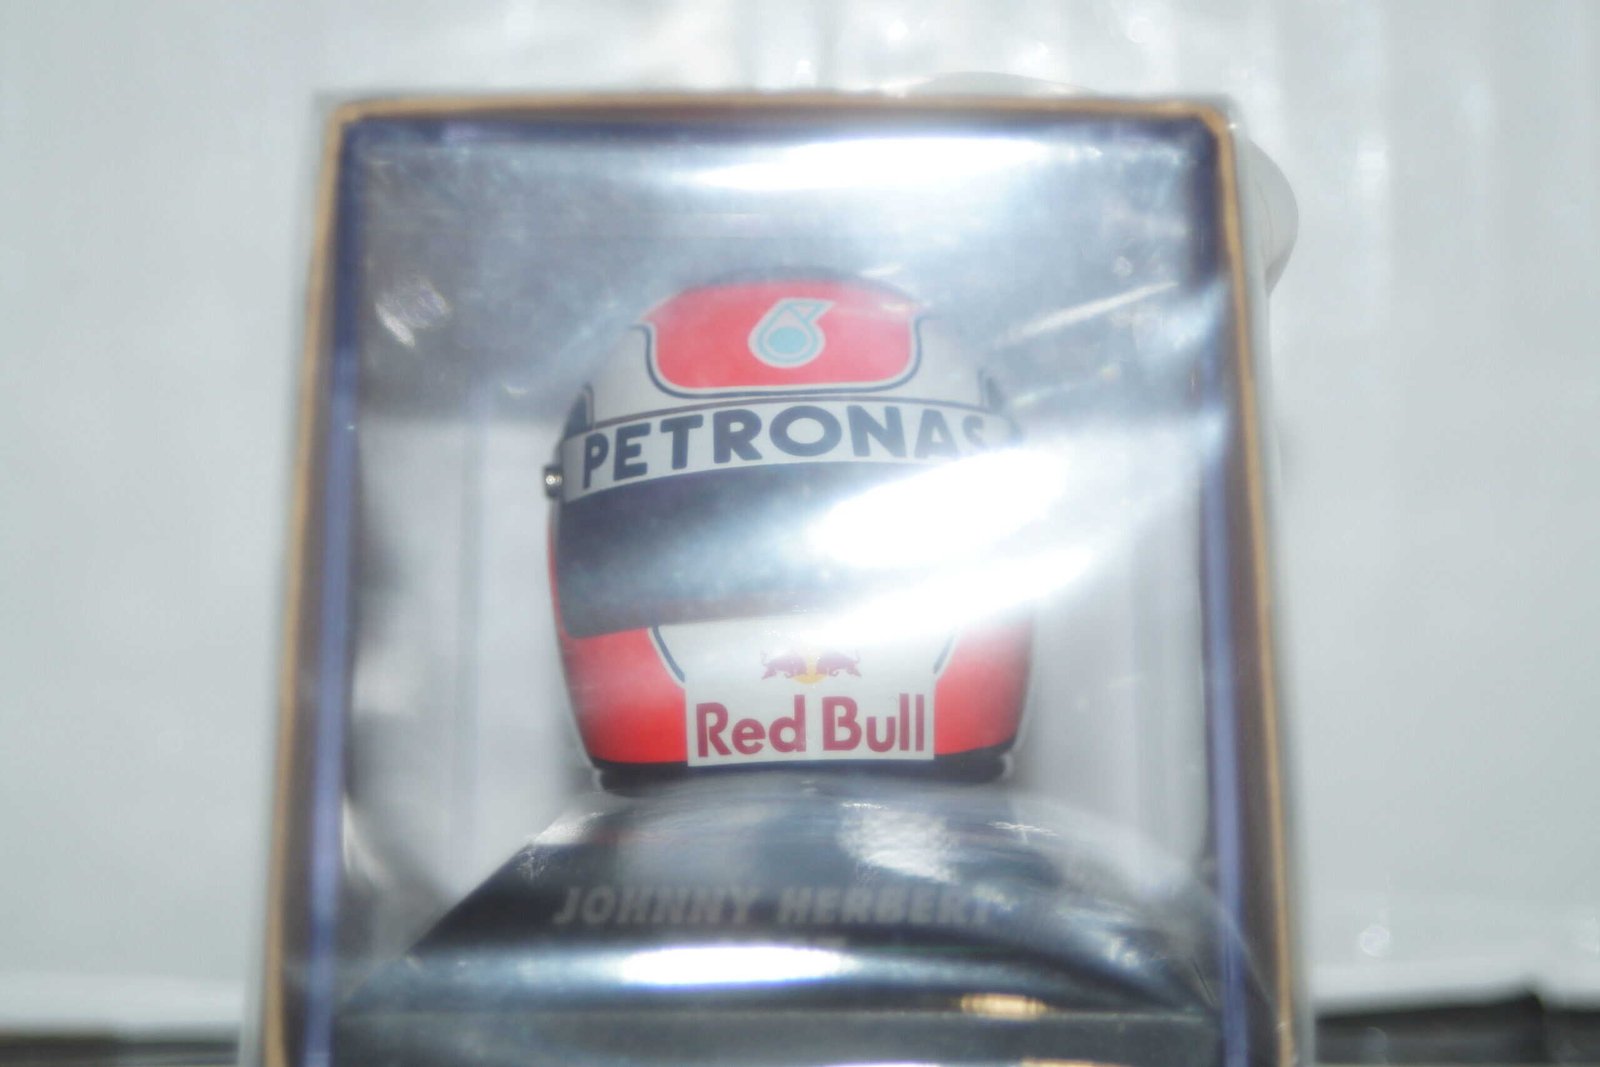 PETRONAS
Red Bull
JOHNNY HERBERT